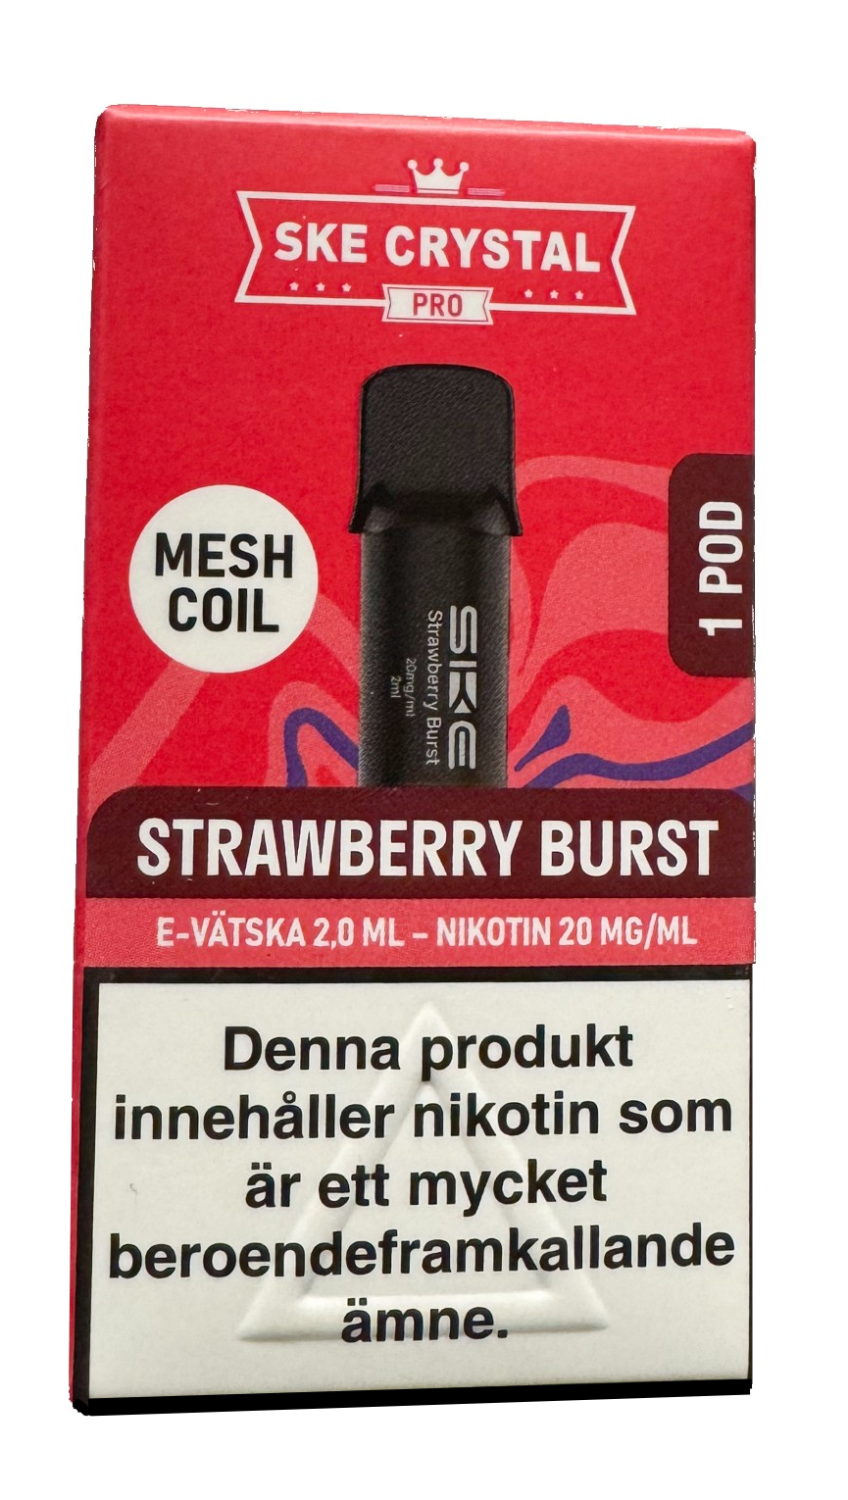 SKE CRYSTAL
PRO
MESH
COIL
1 POD
SKE
Strawberry Burst
20mg/ml
2ml
STRAWBERRY BURST
E-VÄTSKA 2,0 ML – NIKOTIN 20 MG/ML
Denna produkt
innehåller nikotin som
är ett mycket
beroendeframkallande
ämne.